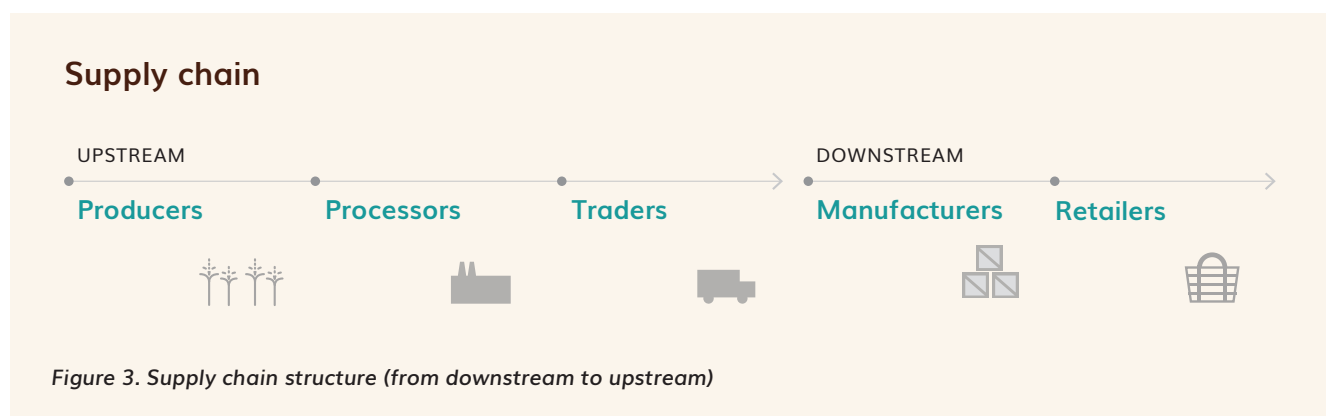 Supply chain
UPSTREAM
DOWNSTREAM
Producers
Processors
Traders
Manufacturers
Retailers
Figure 3. Supply chain structure (from downstream to upstream)